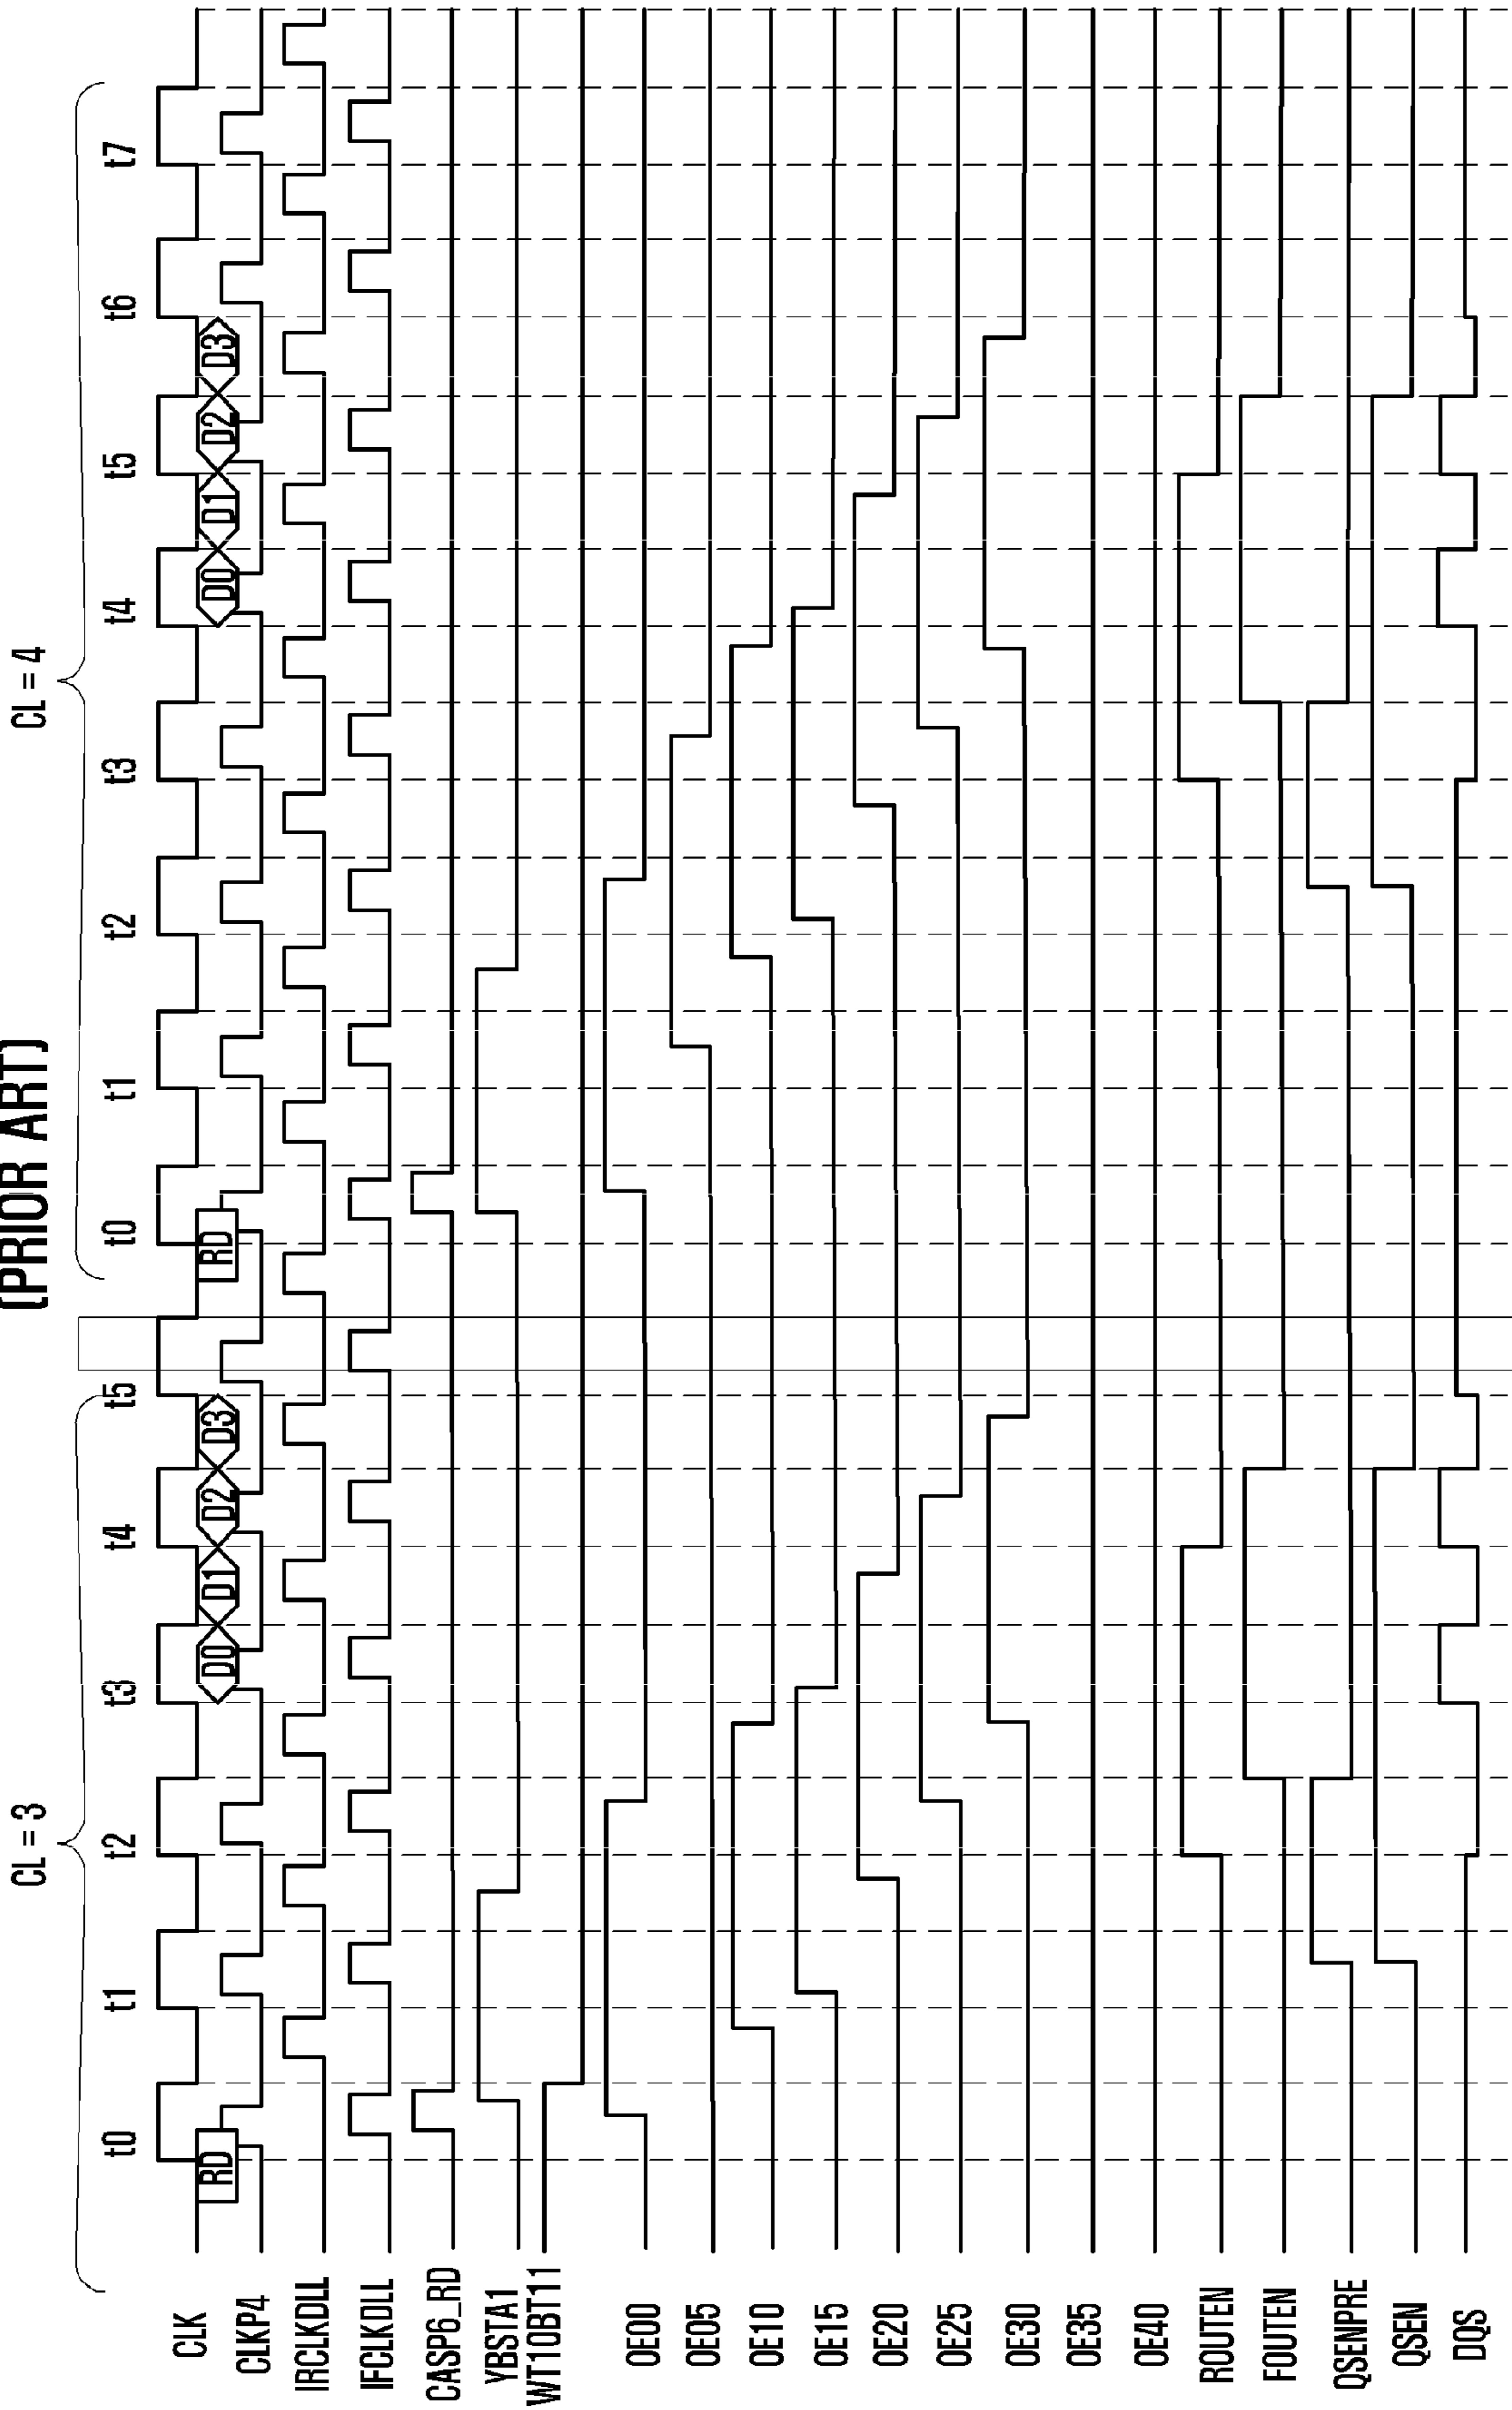 (PRIOR ART)
CL = 3
CL = 4
t0 t1 t2 t3 t4 t5 t0 t1 t2 t3 t4 t5 t6 t7
CLK
RD D0 D1 D2 D3 RD D0 D1 D2 D3
CLKP4
IRCLKDLL
IFCLKDLL
CASP6_RD
YBSTA1
WT10BT11
OE00
OE05
OE10
OE15
OE20
OE25
OE30
OE35
OE40
ROUTEN
FOUTEN
QSENPRE
QSEN
DQS